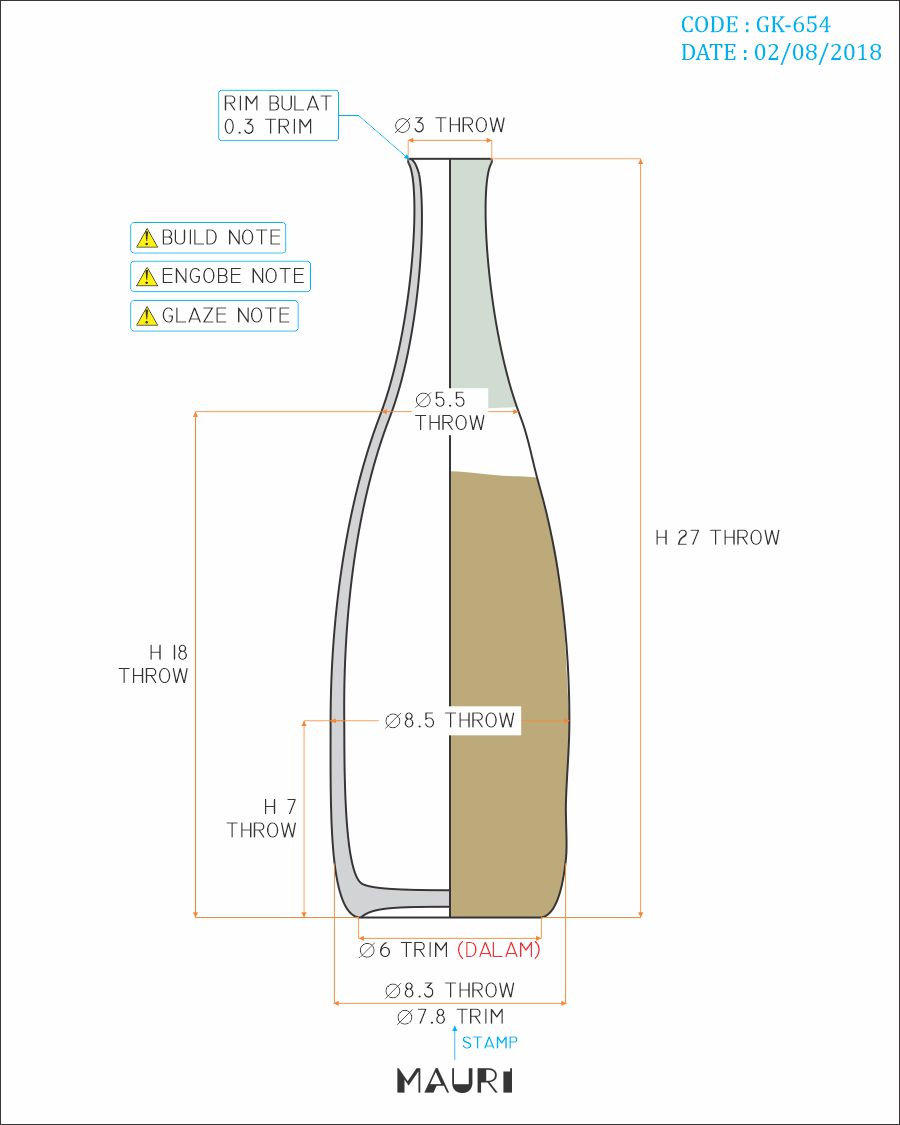 CODE : GK-654
DATE : 02/08/2018
RIM BULAT
0.3 TRIM
∅3 THROW
BUILD NOTE
ENGOBE NOTE
GLAZE NOTE
∅5.5
THROW
H 27 THROW
H 18
THROW
∅8.5 THROW
H 7
THROW
∅6 TRIM (DALAM)
∅8.3 THROW
∅7.8 TRIM
STAMP
MAURI